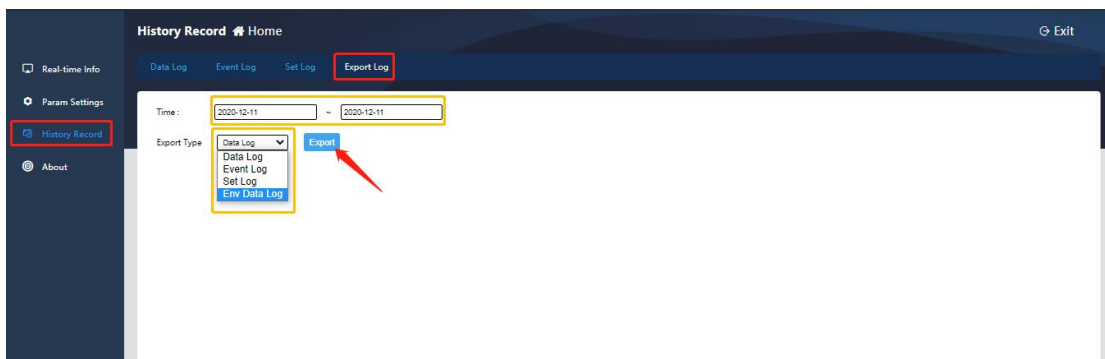 History Record Home
Exit
Real-time Info
Param Settings
History Record
About
Data Log Event Log Set Log Export Log
Time : 2020-12-11 ~ 2020-12-11
Export Type Data Log Export
Data Log
Event Log
Set Log
Env Data Log